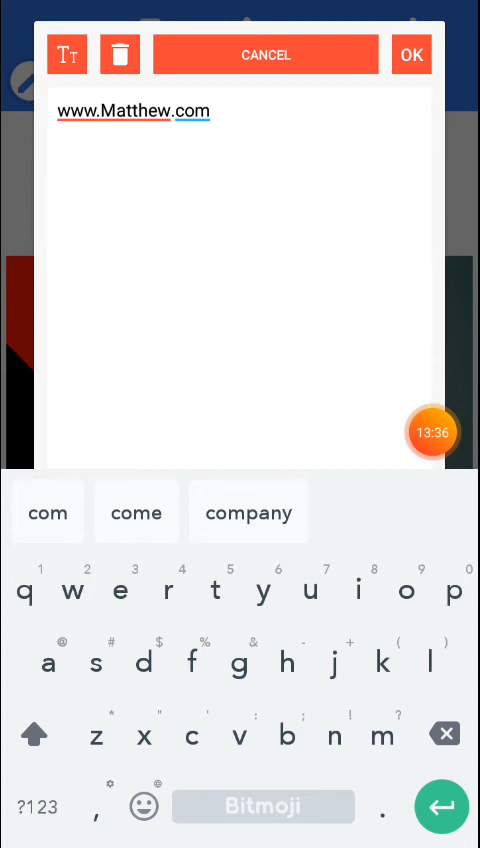 TT CANCEL OK
www.Matthew.com
13:36
com come company
1 2 3 4 5 6 7 8 9 0
q w e r t y u i o p
@ # $ % & - + ( )
a s d f g h j k l
* " ' : ; ! ?
z x c v b n m
?123 , Bitmoji .